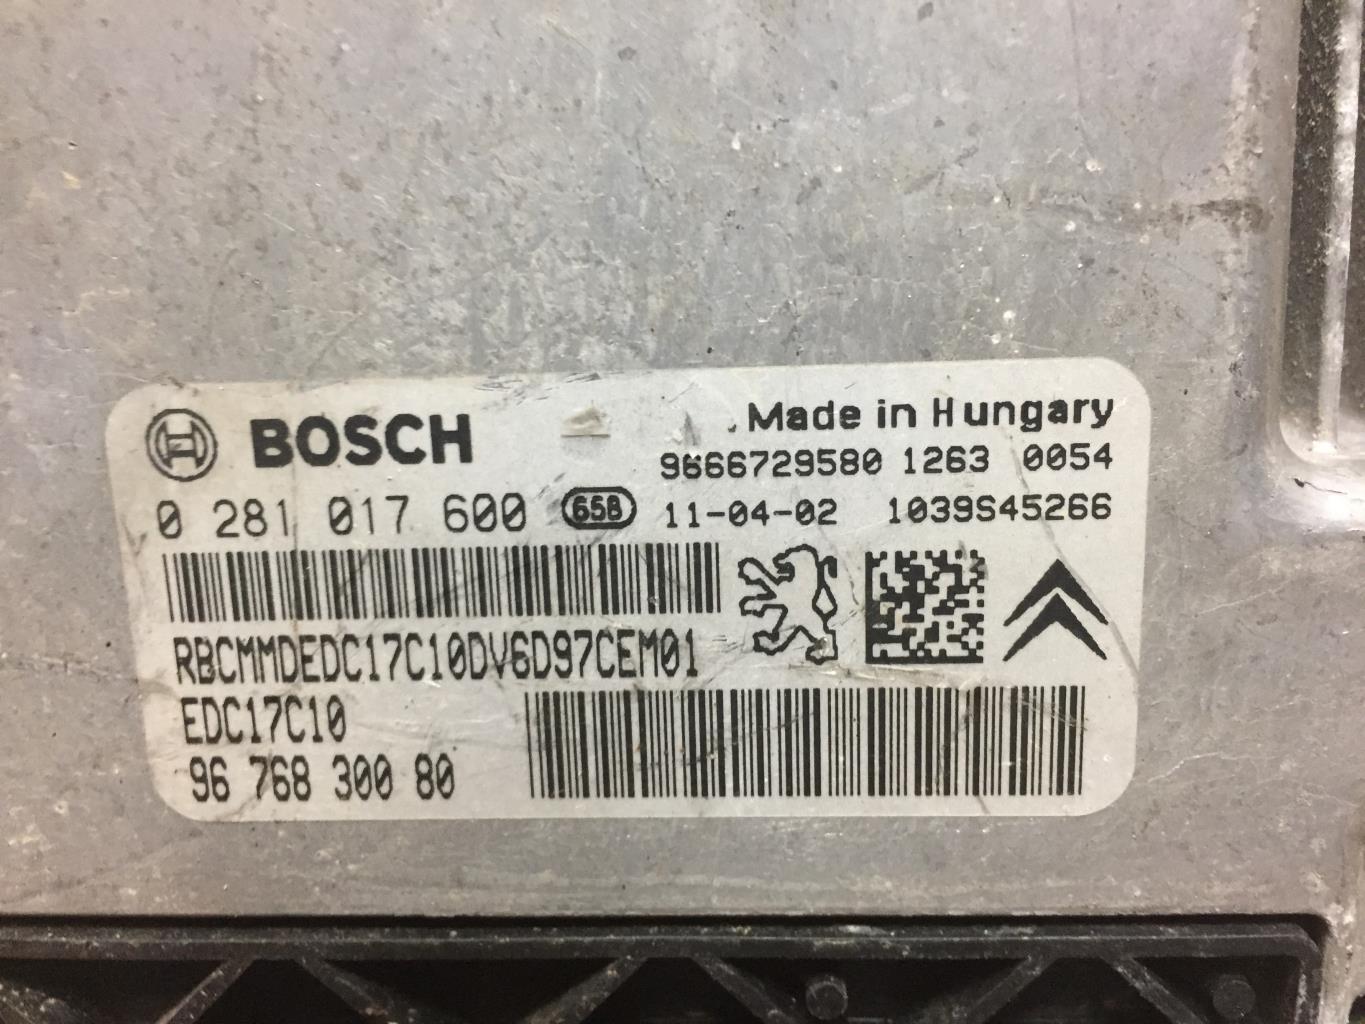 BOSCH
Made in Hungary
9666729580 1263 0054
0 281 017 600 65B 11-04-02 1039S45266
RBCMMDEDC17C10DV6D97CEM01
EDC17C10
96 768 300 80